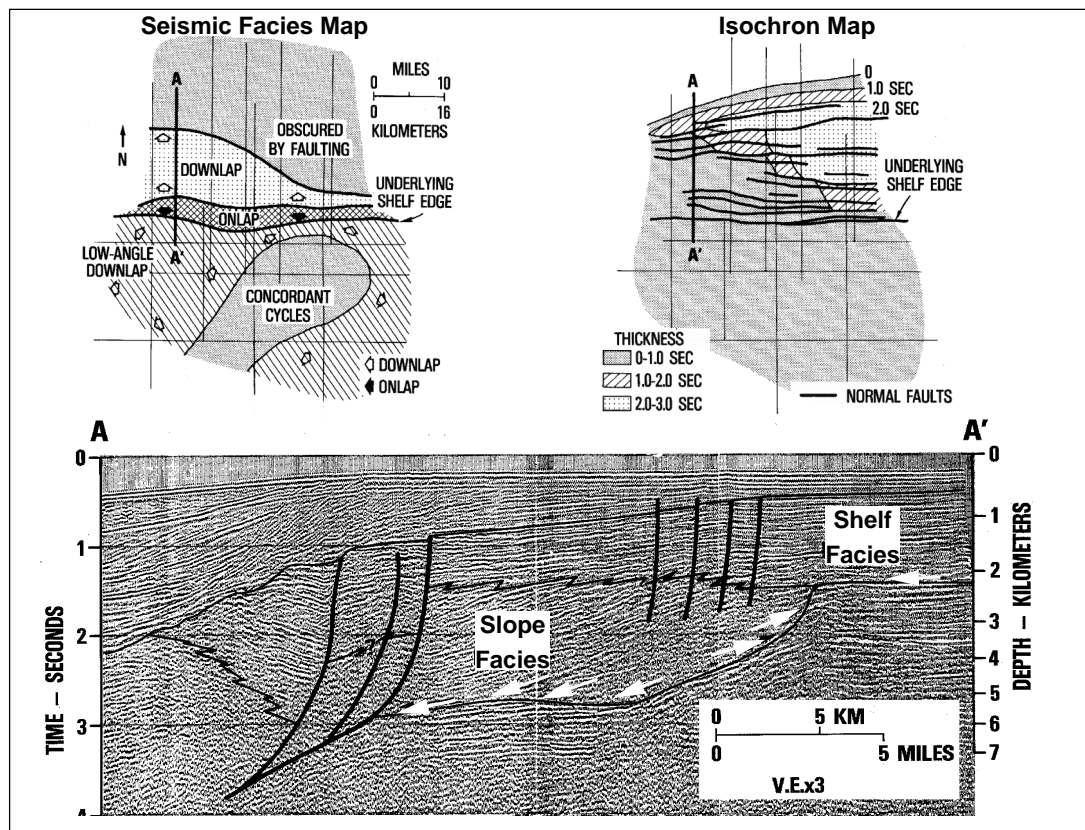 Seismic Facies Map
A
MILES
0 10
0 16
KILOMETERS
N
OBSCURED
BY FAULTING
DOWNLAP
UNDERLYING
SHELF EDGE
ONLAP
LOW-ANGLE
DOWNLAP
A'
CONCORDANT
CYCLES
DOWNLAP
ONLAP
Isochron Map
A
0
1.0 SEC
2.0 SEC
UNDERLYING
SHELF EDGE
A'
THICKNESS
0-1.0 SEC
1.0-2.0 SEC
2.0-3.0 SEC
NORMAL FAULTS
A A'
TIME – SECONDS
0
1
2
3
4
Shelf
Facies
Slope
Facies
?
0 5 KM
0 5 MILES
V.E.x3
0
1
2
3
4
5
6
7
DEPTH – KILOMETERS